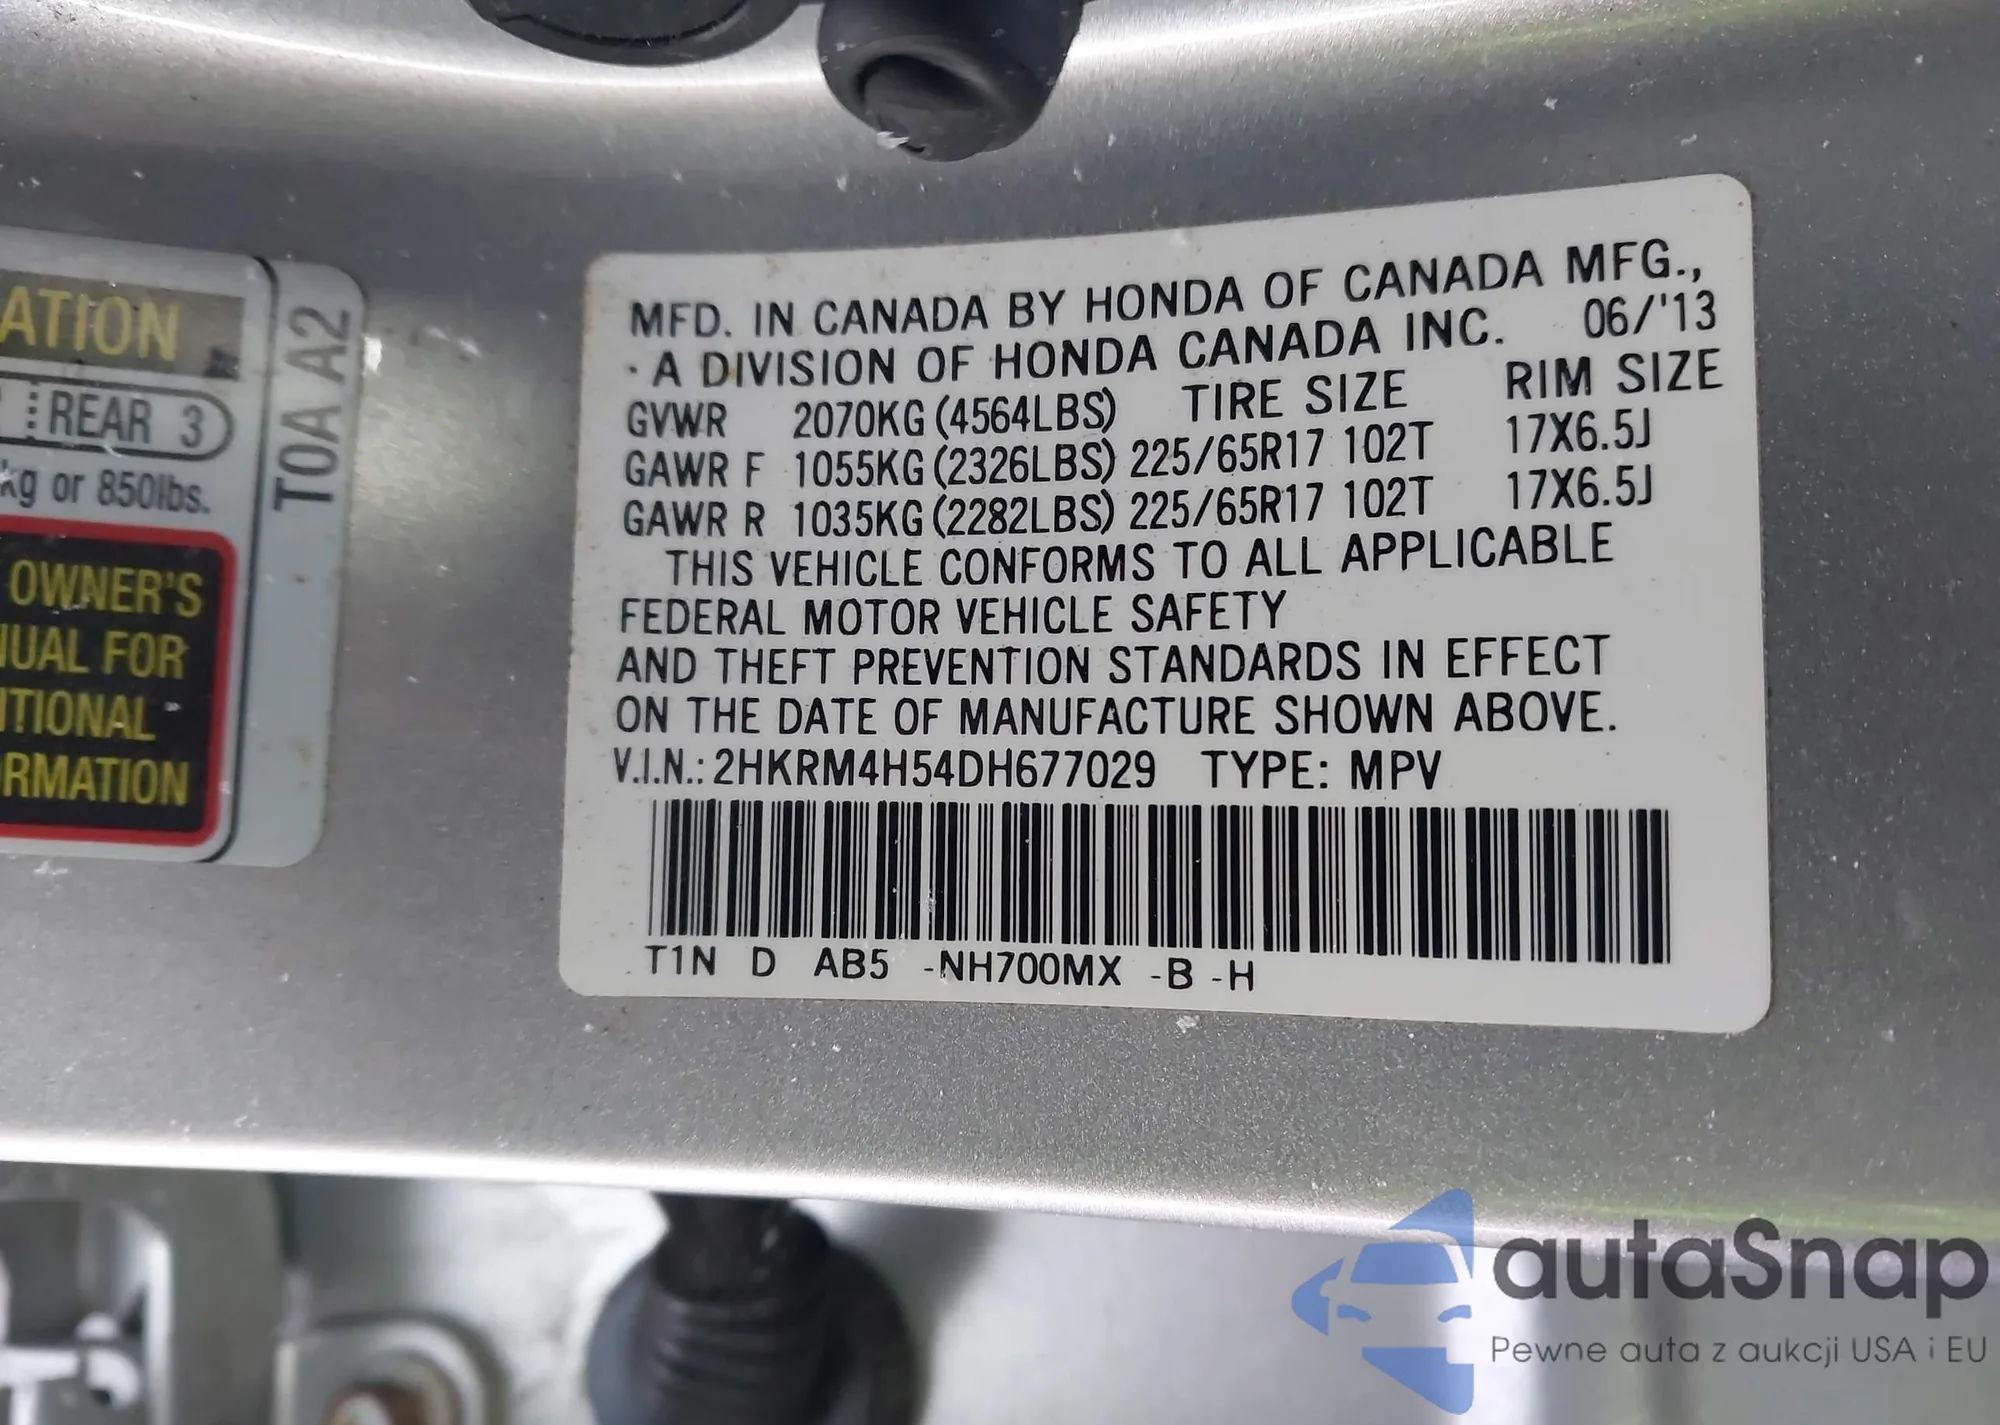 ATION
REAR 3
kg or 850lbs.
OWNER'S
FOR
T0A A2
MFD. IN CANADA BY HONDA OF CANADA MFG.,
A DIVISION OF HONDA CANADA INC. 06/'13
GVWR 2070KG (4564LBS) TIRE SIZE RIM SIZE
GAWR F 1055KG (2326LBS) 225/65R17 102T 17X6.5J
GAWR R 1035KG (2282LBS) 225/65R17 102T 17X6.5J
THIS VEHICLE CONFORMS TO ALL APPLICABLE
FEDERAL MOTOR VEHICLE SAFETY
AND THEFT PREVENTION STANDARDS IN EFFECT
ON THE DATE OF MANUFACTURE SHOWN ABOVE.
V.I.N.: 2HKRM4H54DH677029 TYPE: MPV
T1N D AB5 -NH700MX -B -H
autaSnap
Pewne auta z aukcji USA i EU